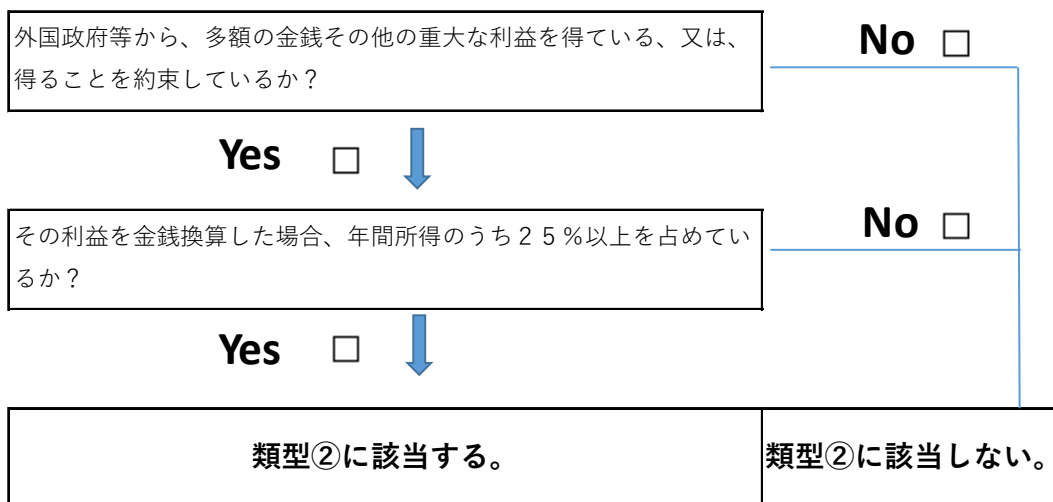 外国政府等から、多額の金銭その他の重大な利益を得ている、又は、
得ることを約束しているか？
No □
Yes □
その利益を金銭換算した場合、年間所得のうち２５％以上を占めてい
るか？
No □
Yes □
類型②に該当する。
類型②に該当しない。